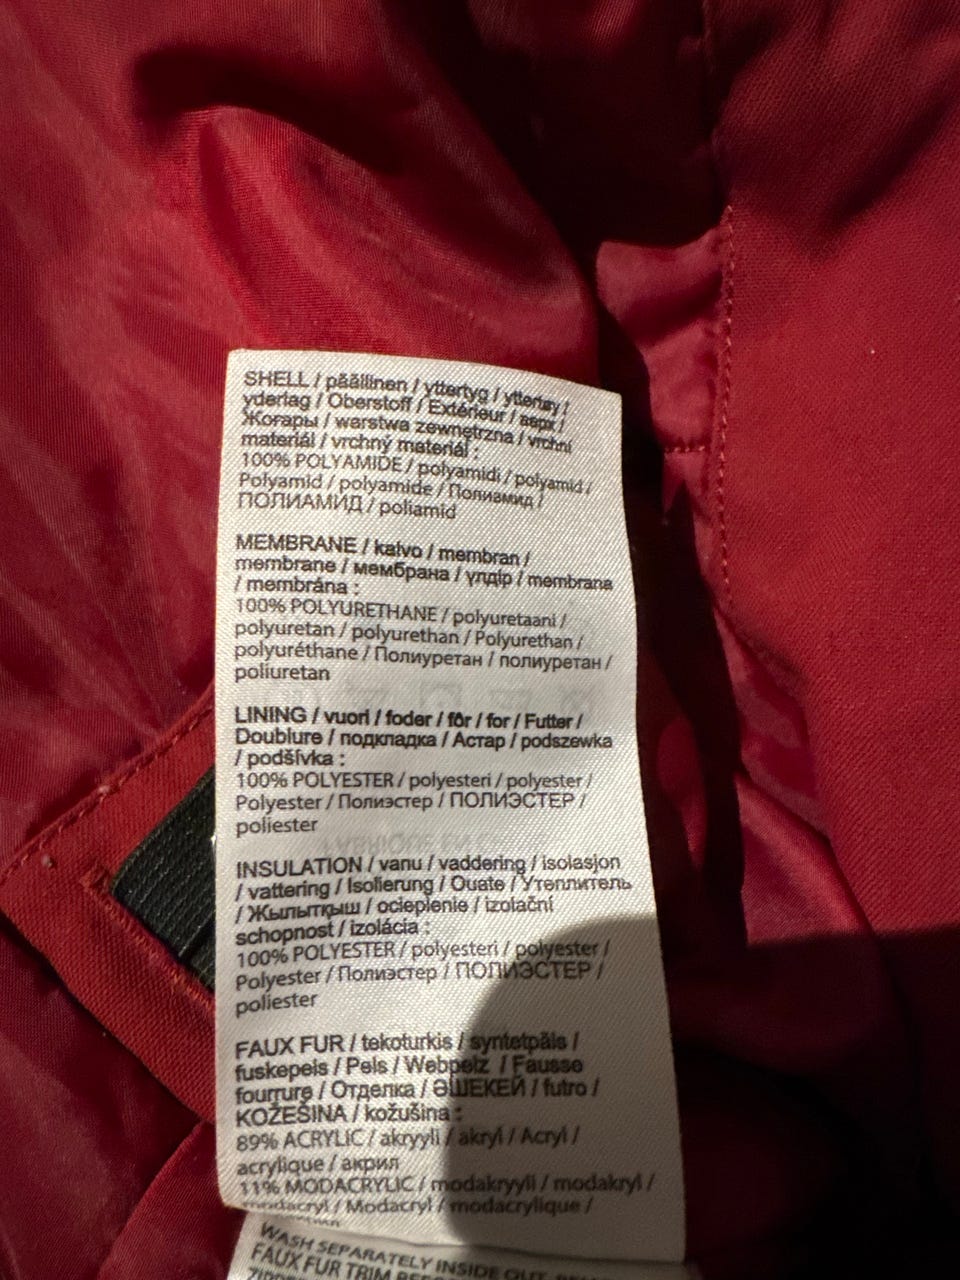 SHELL / päällinen / yttertyg / yttertøy /
yderlag / Oberstoff / Extérieur / верх /
Жоғары / warstwa zewnętrzna / vrchní
materiál / vrchný materiál :
100% POLYAMIDE / polyamidi / polyamid /
Polyamid / polyamide / Полиамид /
ПОЛИАМИД / poliamid
MEMBRANE / kalvo / membran /
membrane / мембрана / үлдір / membrana
/ membrána :
100% POLYURETHANE / polyuretaani /
polyuretan / polyurethan / Polyurethan /
polyuréthane / Полиуретан / полиуретан /
poliuretan
LINING / vuori / foder / fôr / for / Futter /
Doublure / подкладка / Астар / podszewka
/ podšívka :
100% POLYESTER / polyesteri / polyester /
Polyester / Полиэстер / ПОЛИЭСТЕР /
poliester
INSULATION / vanu / vaddering / isolasjon
/ vattering / Isolierung / Ouate / Утеплитель
/ Жылытқыш / ocieplenie / izolační
schopnost / izolácia :
100% POLYESTER / polyesteri / polyester /
Polyester / Полиэстер / ПОЛИЭСТЕР /
poliester
FAUX FUR / tekoturkis / syntetpäls /
fuskepels / Pels / Webpelz / Fausse
fourrure / Отделка / ӘШЕКЕЙ / futro /
KOŽEŠINA / kožušina :
89% ACRYLIC / akryyli / akryl / Acryl /
acrylique / акрил
11% MODACRYLIC / modakryyli / modakryl /
modacryl / Modacryl / modacrylique /
WASH SEPARATELY INSIDE OUT.
FAUX FUR TRIM